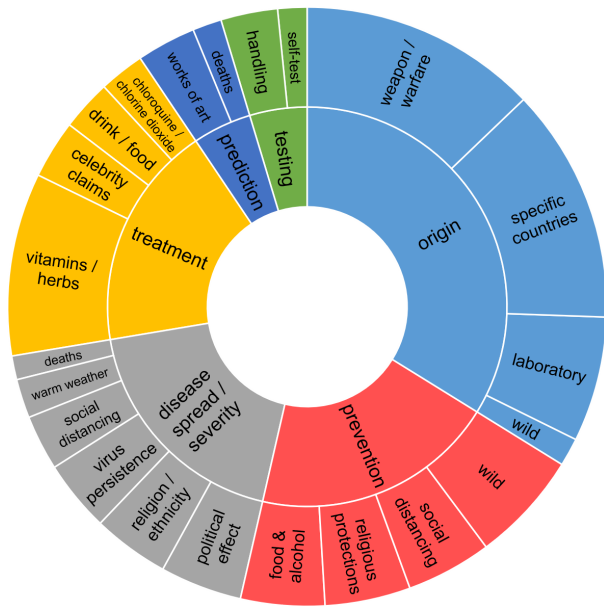 origin
weapon /
warfare
specific
countries
laboratory
wild
prevention
wild
social
distancing
religious
protections
food &
alcohol
disease
spread /
severity
political
effect
religion /
ethnicity
virus
persistence
social
distancing
warm weather
deaths
treatment
vitamins /
herbs
celebrity
claims
drink / food
chloroquine /
chlorine dioxide
prediction
works of art
deaths
testing
handling
self-test